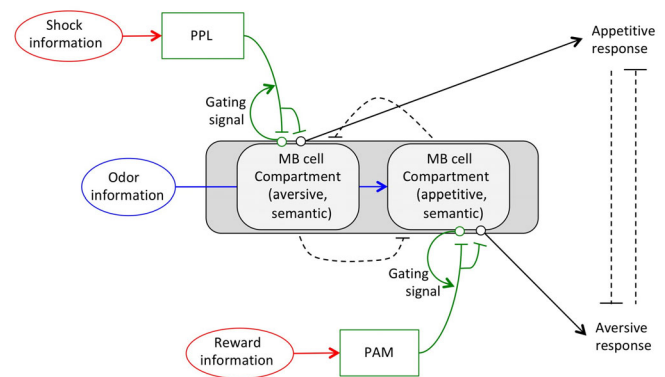 Shock
information
PPL
Appetitive
response
Gating
signal
Odor
information
MB cell
Compartment
(aversive,
semantic)
MB cell
Compartment
(appetitive,
semantic)
Gating
signal
Reward
information
PAM
Aversive
response